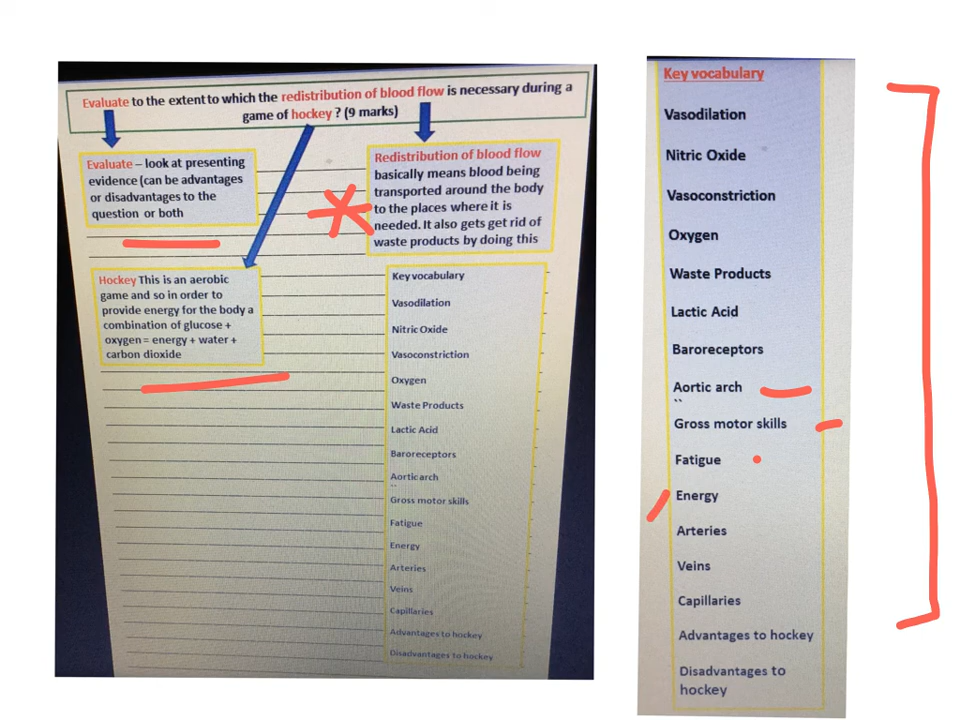 Evaluate to the extent to which the redistribution of blood flow is necessary during a
game of hockey ? (9 marks)
Evaluate – look at presenting
evidence (can be advantages
or disadvantages to the
question or both
Redistribution of blood flow
basically means blood being
transported around the body
to the places where it is
needed. It also gets get rid of
waste products by doing this
Hockey This is an aerobic
game and so in order to
provide energy for the body a
combination of glucose +
oxygen = energy + water +
carbon dioxide
Key vocabulary
Vasodilation
Nitric Oxide
Vasoconstriction
Oxygen
Waste Products
Lactic Acid
Baroreceptors
Aortic arch
``
Gross motor skills
Fatigue
Energy
Arteries
Veins
Capillaries
Advantages to hockey
Disadvantages to hockey
Key vocabulary
Vasodilation
Nitric Oxide
Vasoconstriction
Oxygen
Waste Products
Lactic Acid
Baroreceptors
Aortic arch
``
Gross motor skills
Fatigue
Energy
Arteries
Veins
Capillaries
Advantages to hockey
Disadvantages to
hockey